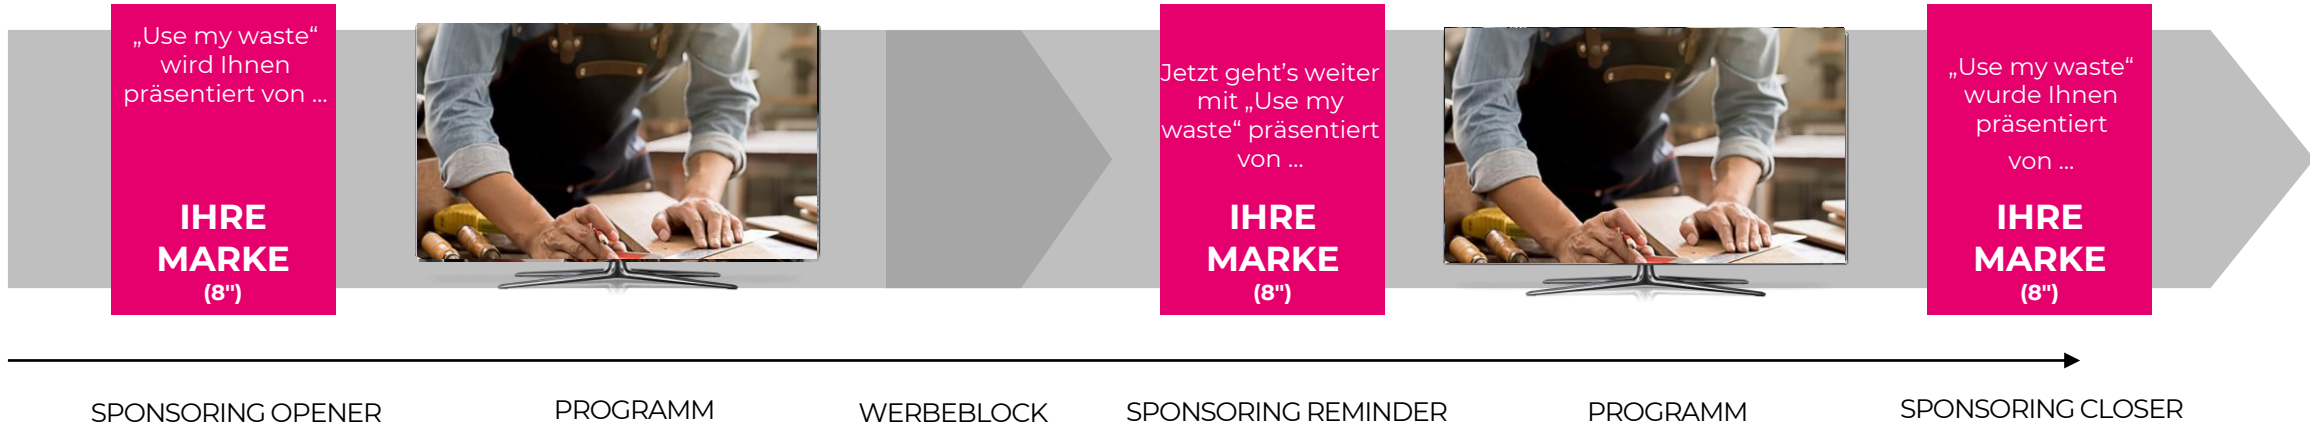 „Use my waste“
wird Ihnen
präsentiert von ...
IHRE
MARKE
(8")
Jetzt geht's weiter
mit „Use my
waste“ präsentiert
von ...
IHRE
MARKE
(8")
„Use my waste“
wurde Ihnen
präsentiert
von ...
IHRE
MARKE
(8")
SPONSORING OPENER
PROGRAMM
WERBEBLOCK
SPONSORING REMINDER
PROGRAMM
SPONSORING CLOSER